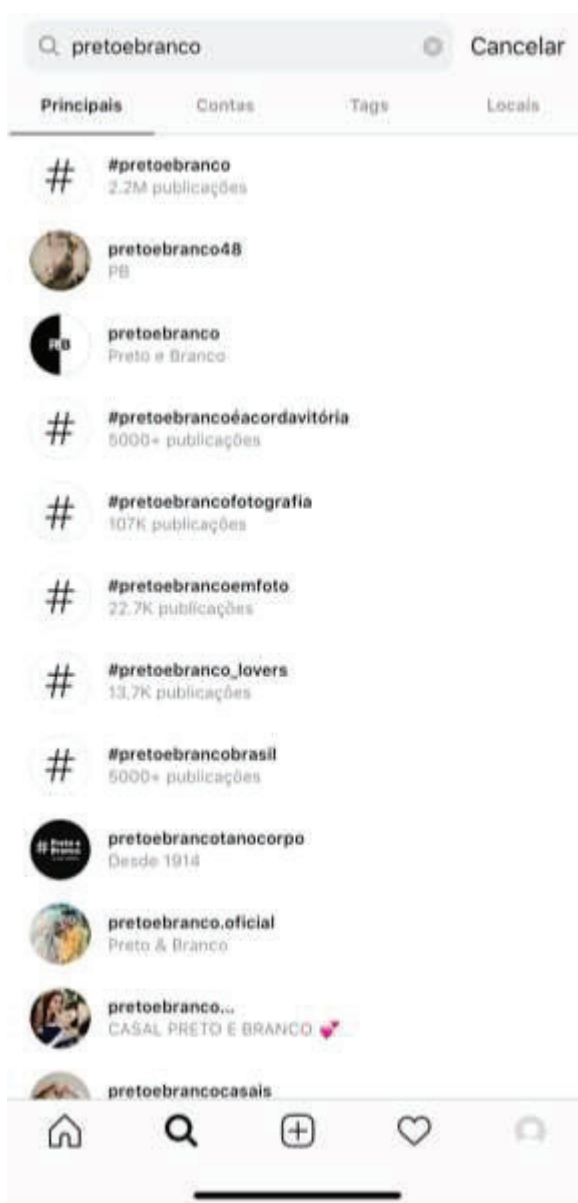 pretoebranco
Cancelar
Principais
Contas
Tags
Locais
#pretoebranco
2.2M publicações
pretoebranco48
PB
pretoebranco
Preto e Branco
#pretoebrancoéacordavitória
5000+ publicações
#pretoebrancofotografia
107K publicações
#pretoebrancoemfoto
22.7K publicações
#pretoebranco_lovers
13.7K publicações
#pretoebrancobrasil
5000+ publicações
# Preto e
Branco
pretoebrancotanocorpo
Desde 1914
pretoebranco.oficial
Preto & Branco
pretoebranco...
CASAL PRETO E BRANCO 💕
pretoebrancocasais